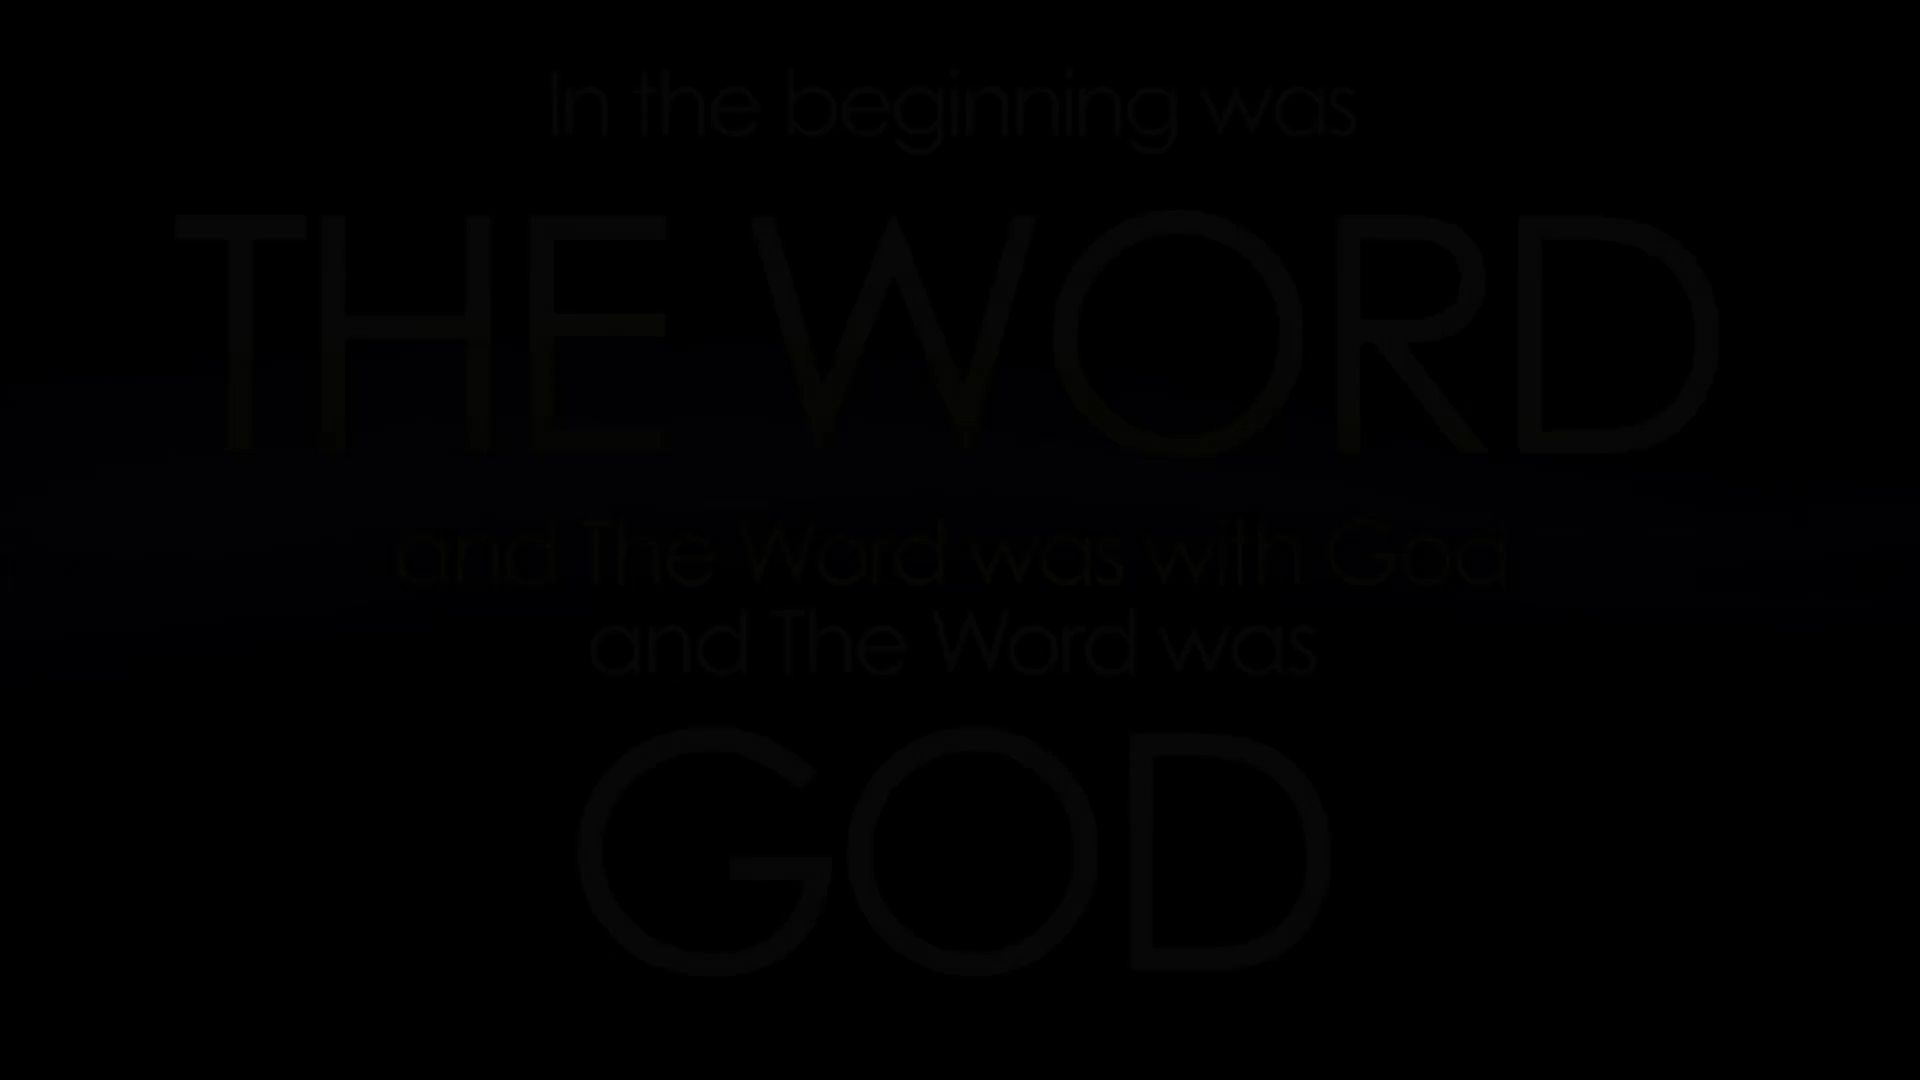 In the beginning was
THE WORD
and The Word was with God
and The Word was
GOD